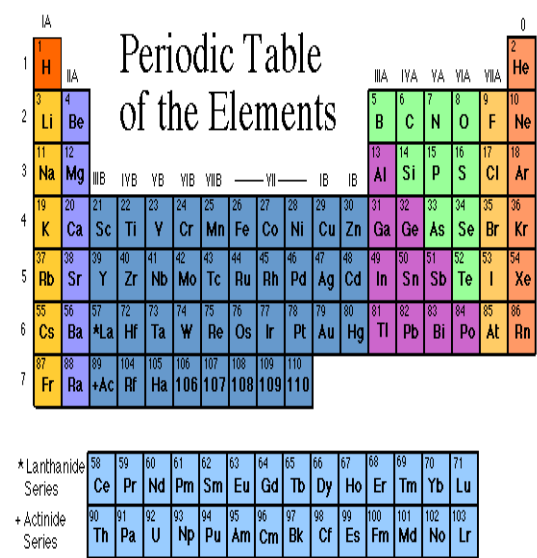 IA 0
Periodic Table
of the Elements
1 1 H 2 He
IIA IIIA IVA VA VIA VIIA
2 3 Li 4 Be 5 B 6 C 7 N 8 O 9 F 10 Ne
3 11 Na 12 Mg 13 Al 14 Si 15 P 16 S 17 Cl 18 Ar
IIIB IVB VB VIB VIIB VII IB IB
4 19 K 20 Ca 21 Sc 22 Ti 23 V 24 Cr 25 Mn 26 Fe 27 Co 28 Ni 29 Cu 30 Zn 31 Ga 32 Ge 33 As 34 Se 35 Br 36 Kr
5 37 Rb 38 Sr 39 Y 40 Zr 41 Nb 42 Mo 43 Tc 44 Ru 45 Rh 46 Pd 47 Ag 48 Cd 49 In 50 Sn 51 Sb 52 Te 53 I 54 Xe
6 55 Cs 56 Ba 57 *La 72 Hf 73 Ta 74 W 75 Re 76 Os 77 Ir 78 Pt 79 Au 80 Hg 81 Tl 82 Pb 83 Bi 84 Po 85 At 86 Rn
7 87 Fr 88 Ra 89 +Ac 104 Rf 105 Ha 106 106 107 107 108 108 109 109 110 110
* Lanthanide
Series
58 Ce 59 Pr 60 Nd 61 Pm 62 Sm 63 Eu 64 Gd 65 Tb 66 Dy 67 Ho 68 Er 69 Tm 70 Yb 71 Lu
+ Actinide
Series
90 Th 91 Pa 92 U 93 Np 94 Pu 95 Am 96 Cm 97 Bk 98 Cf 99 Es 100 Fm 101 Md 102 No 103 Lr